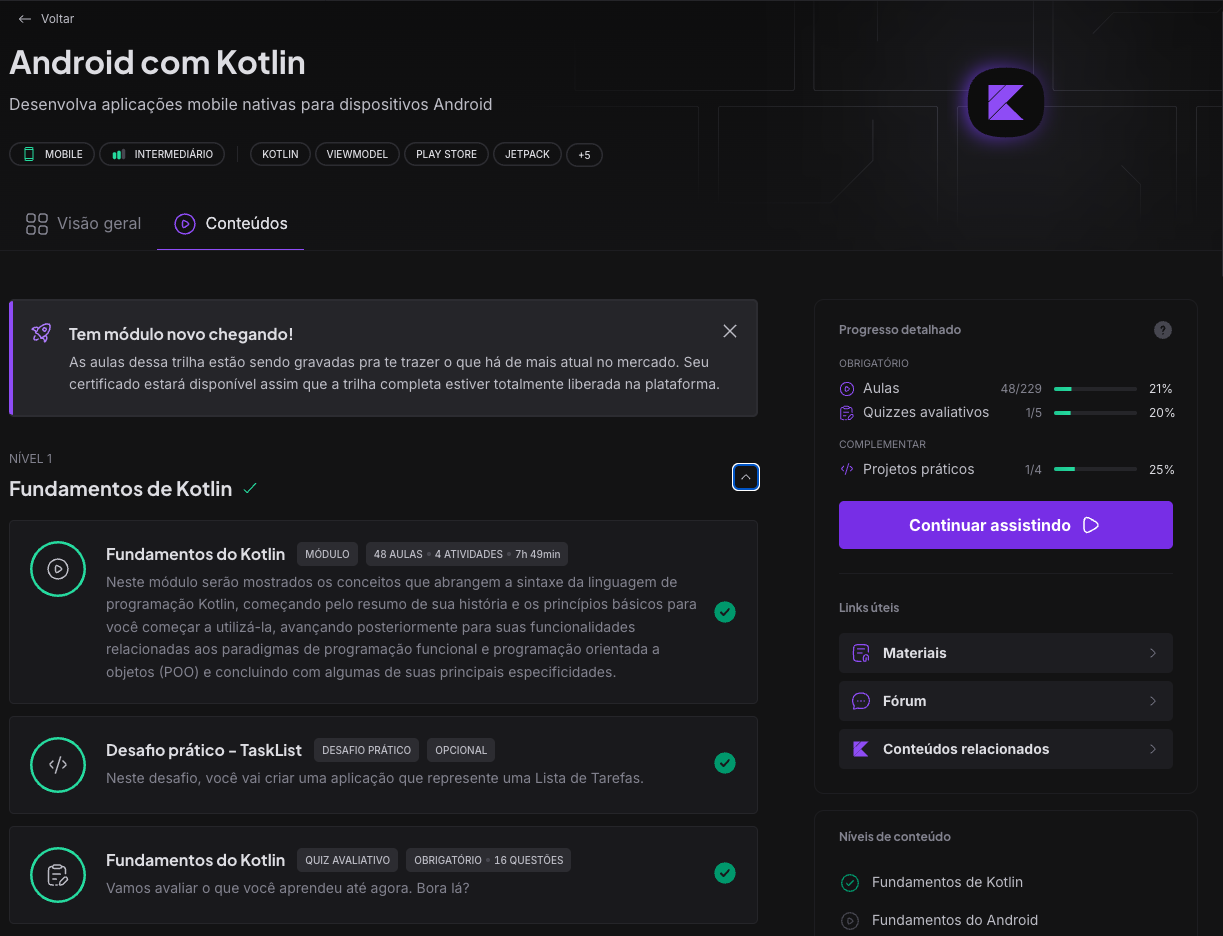 Voltar
Android com Kotlin
Desenvolva aplicações mobile nativas para dispositivos Android
MOBILE
INTERMEDIÁRIO
KOTLIN
VIEWMODEL
PLAY STORE
JETPACK
+5
Visão geral
Conteúdos
Tem módulo novo chegando!
As aulas dessa trilha estão sendo gravadas pra te trazer o que há de mais atual no mercado. Seu
certificado estará disponível assim que a trilha completa estiver totalmente liberada na plataforma.
NÍVEL 1
Fundamentos de Kotlin
Fundamentos do Kotlin
MÓDULO
48 AULAS • 4 ATIVIDADES • 7h 49min
Neste módulo serão mostrados os conceitos que abrangem a sintaxe da linguagem de
programação Kotlin, começando pelo resumo de sua história e os princípios básicos para
você começar a utilizá-la, avançando posteriormente para suas funcionalidades
relacionadas aos paradigmas de programação funcional e programação orientada a
objetos (POO) e concluindo com algumas de suas principais especificidades.
Desafio prático - TaskList
DESAFIO PRÁTICO
OPCIONAL
Neste desafio, você vai criar uma aplicação que represente uma Lista de Tarefas.
Fundamentos do Kotlin
QUIZ AVALIATIVO
OBRIGATÓRIO • 16 QUESTÕES
Vamos avaliar o que você aprendeu até agora. Bora lá?
Progresso detalhado
?
OBRIGATÓRIO
Aulas 48/229 21%
Quizzes avaliativos 1/5 20%
COMPLEMENTAR
Projetos práticos 1/4 25%
Continuar assistindo
Links úteis
Materiais
Fórum
Conteúdos relacionados
Níveis de conteúdo
Fundamentos de Kotlin
Fundamentos do Android